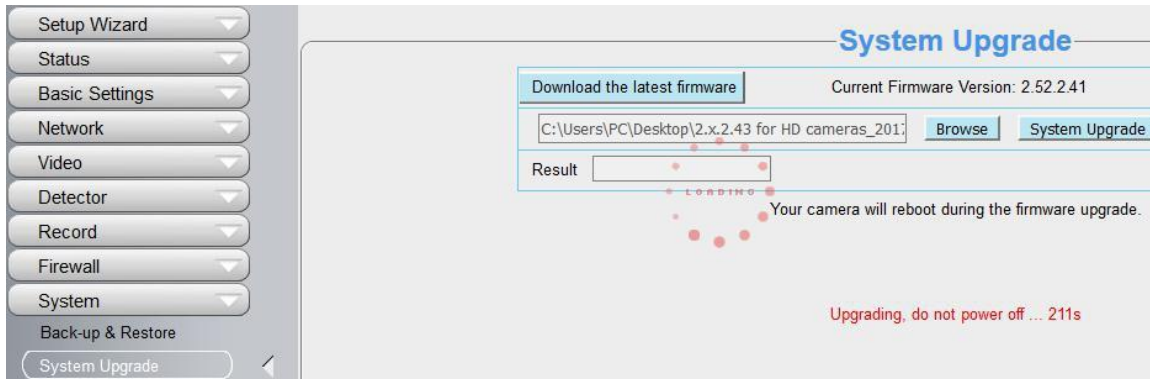 Setup Wizard
Status
Basic Settings
Network
Video
Detector
Record
Firewall
System
Back-up & Restore
System Upgrade
System Upgrade
Download the latest firmware Current Firmware Version: 2.52.2.41
C:\Users\PC\Desktop\2.x.2.43 for HD cameras_201 Browse System Upgrade
Result
LOADING
Your camera will reboot during the firmware upgrade.
Upgrading, do not power off ... 211s